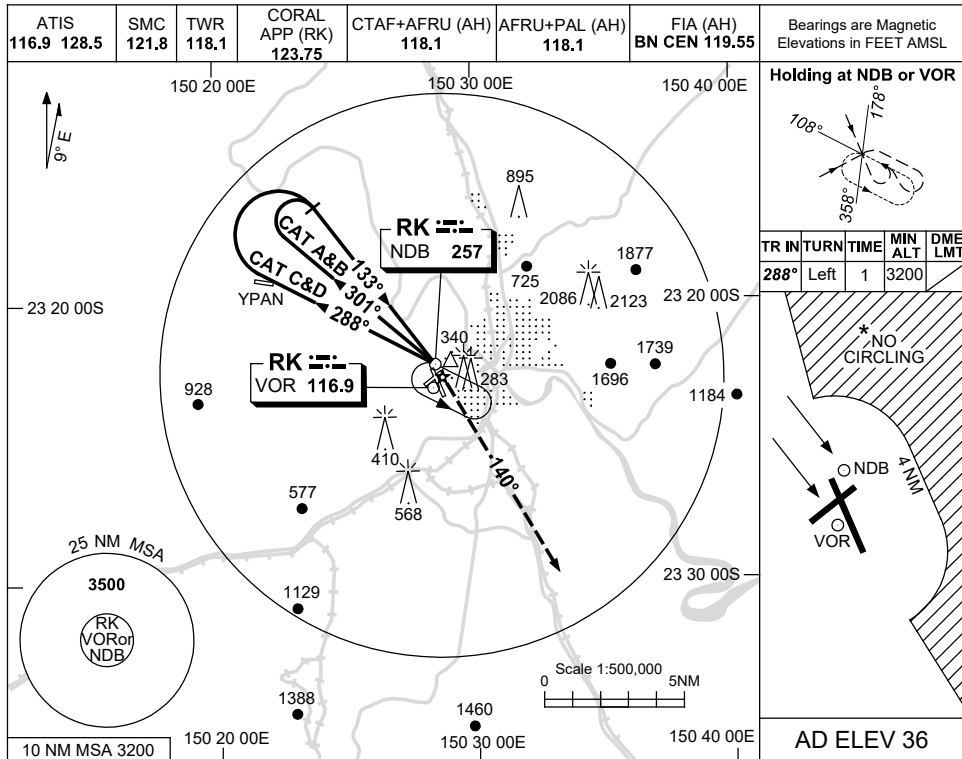 ATIS
116.9 128.5
SMC
121.8
TWR
118.1
CORAL
APP (RK)
123.75
CTAF+AFRU (AH)
118.1
AFRU+PAL (AH)
118.1
FIA (AH)
BN CEN 119.55
Bearings are Magnetic
Elevations in FEET AMSL
150 20 00E
150 30 00E
150 40 00E
9° E
895
RK
NDB 257
CAT A&B
133°
301°
CAT C&D
288°
YPAN
725
1877
2086
2123
23 20 00S
23 20 00S
340
283
RK
VOR 116.9
1696
1739
1184
928
410
568
577
140°
25 NM MSA
3500
RK
VORor
NDB
23 30 00S
1129
1388
1460
Scale 1:500,000
0 5NM
10 NM MSA 3200
150 20 00E
150 30 00E
150 40 00E
Holding at NDB or VOR
178°
108°
358°
TR IN TURN TIME MIN ALT DME LMT
288° Left 1 3200
*NO
CIRCLING
4 NM
NDB
VOR
AD ELEV 36